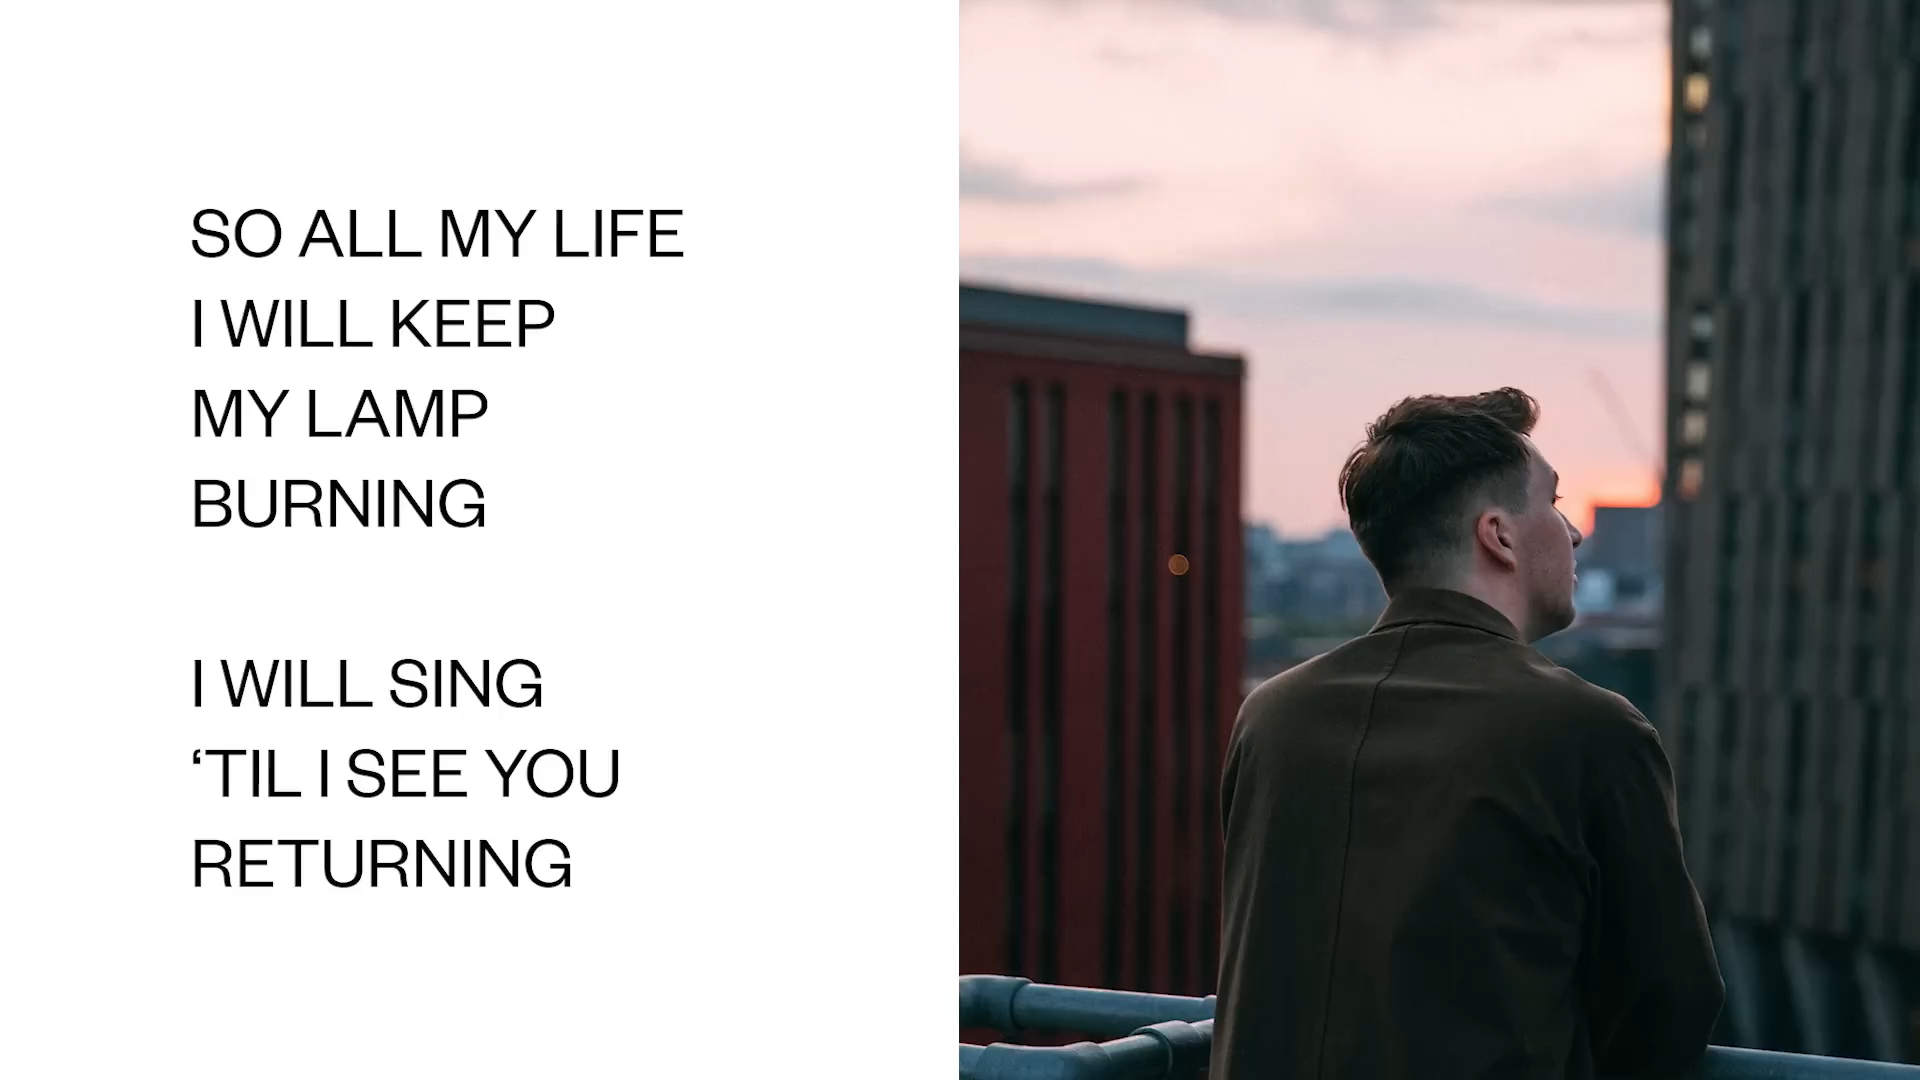 SO ALL MY LIFE
I WILL KEEP
MY LAMP
BURNING
I WILL SING
‘TIL I SEE YOU
RETURNING